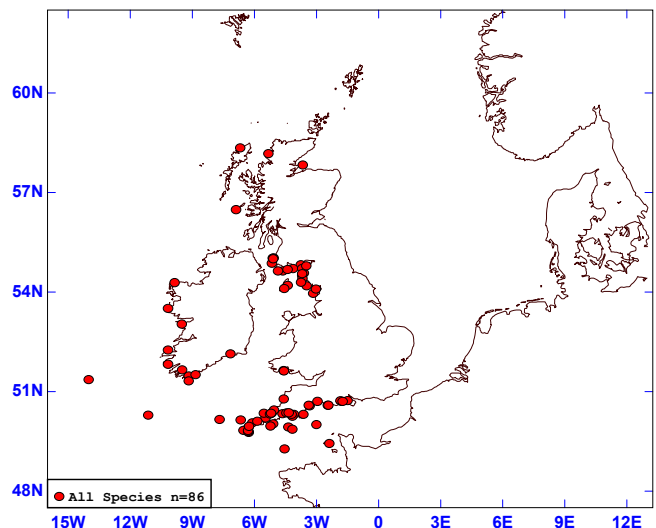 60N
57N
54N
51N
48N
All Species n=86
15W 12W 9W 6W 3W 0 3E 6E 9E 12E